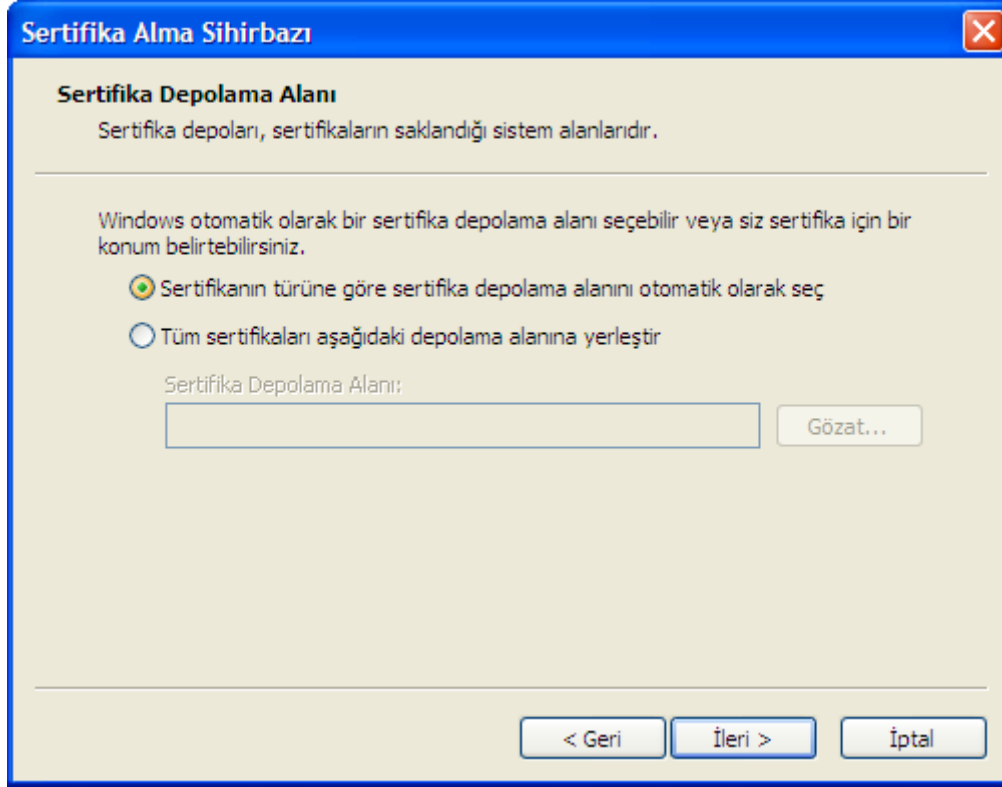 Sertifika Alma Sihirbazı
Sertifika Depolama Alanı
Sertifika depoları, sertifikaların saklandığı sistem alanlarıdır.
Windows otomatik olarak bir sertifika depolama alanı seçebilir veya siz sertifika için bir
konum belirtebilirsiniz.
Sertifikanın türüne göre sertifika depolama alanını otomatik olarak seç
Tüm sertifikaları aşağıdaki depolama alanına yerleştir
Sertifika Depolama Alanı:
Gözat...
< Geri
İleri >
İptal